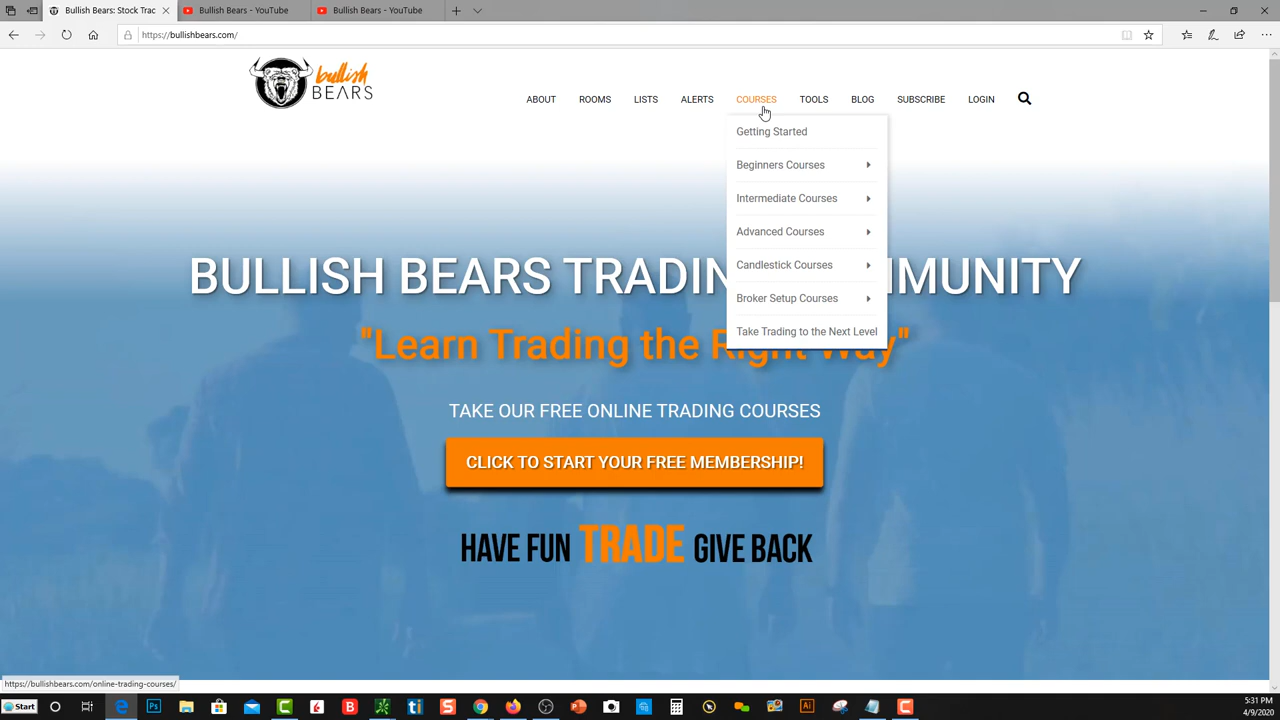 Bullish Bears: Stock Trac
Bullish Bears - YouTube
Bullish Bears - YouTube
https://bullishbears.com/
bullish
BEARS
ABOUT ROOMS LISTS ALERTS COURSES TOOLS BLOG SUBSCRIBE LOGIN
Getting Started
Beginners Courses
Intermediate Courses
Advanced Courses
Candlestick Courses
Broker Setup Courses
Take Trading to the Next Level
BULLISH BEARS TRADIN MMUNITY
"Learn Trading the Right Way"
TAKE OUR FREE ONLINE TRADING COURSES
CLICK TO START YOUR FREE MEMBERSHIP!
HAVE FUN TRADE GIVE BACK
https://bullishbears.com/online-trading-courses/
Start
5:31 PM
4/9/2020